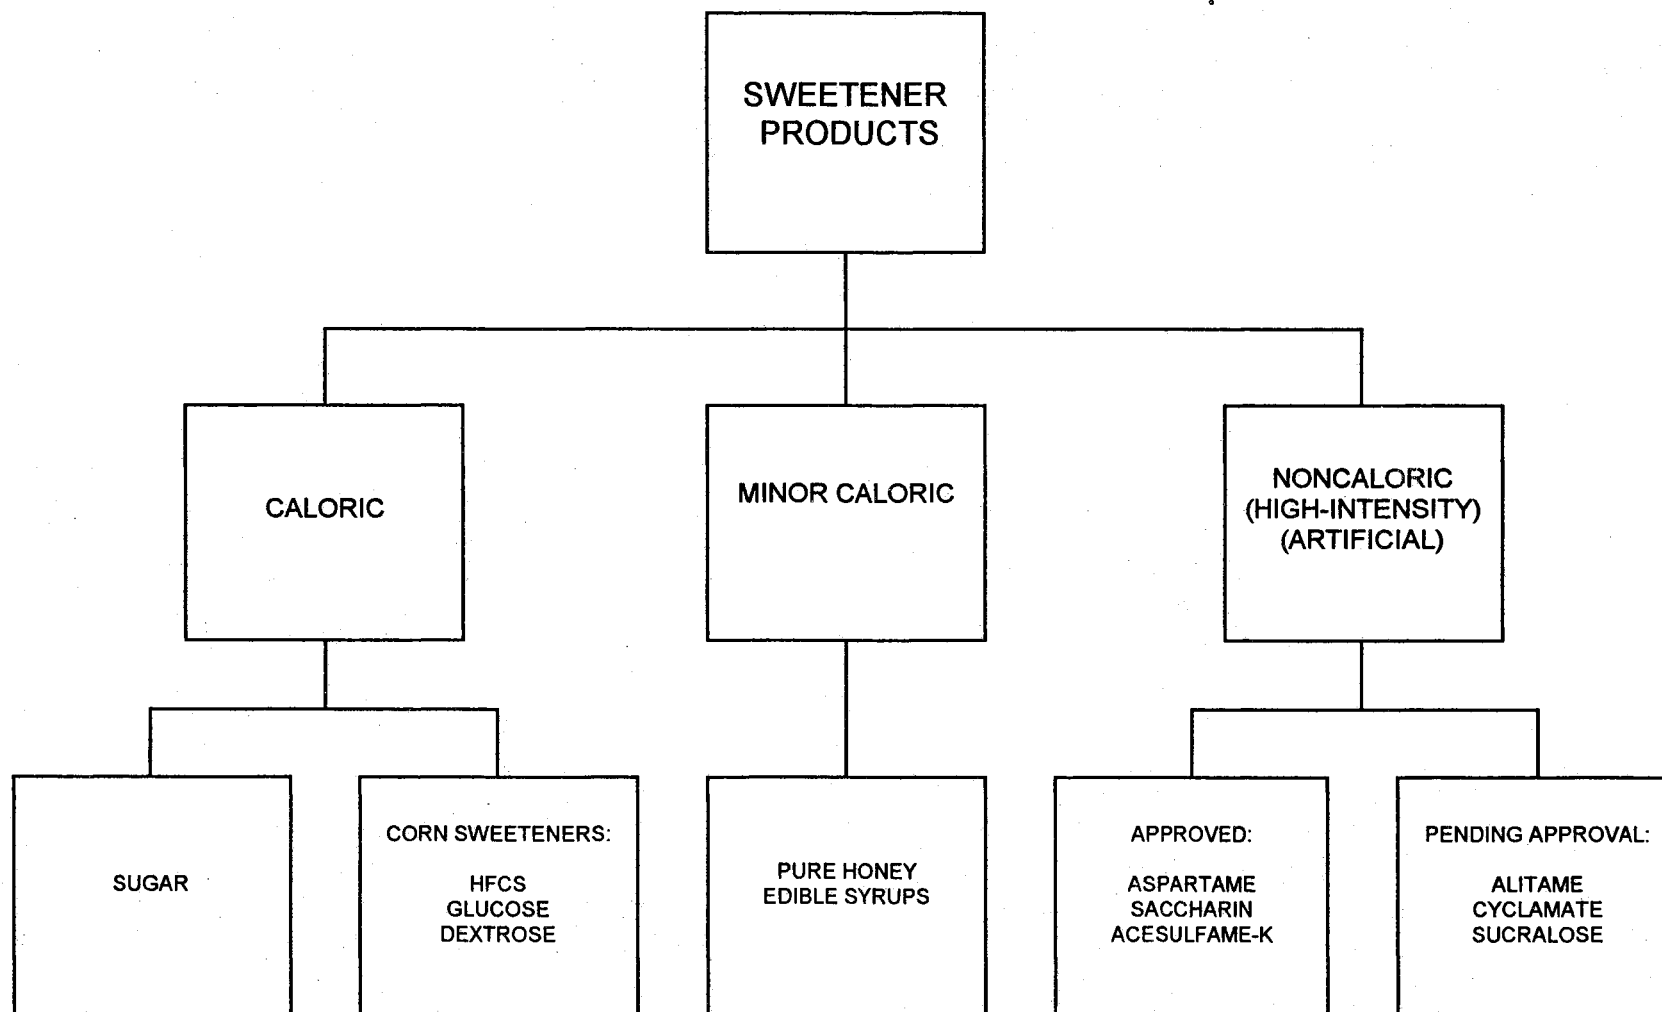 SWEETENER
PRODUCTS
CALORIC
MINOR CALORIC
NONCALORIC
(HIGH-INTENSITY)
(ARTIFICIAL)
SUGAR
CORN SWEETENERS:
HFCS
GLUCOSE
DEXTROSE
PURE HONEY
EDIBLE SYRUPS
APPROVED:
ASPARTAME
SACCHARIN
ACESULFAME-K
PENDING APPROVAL:
ALITAME
CYCLAMATE
SUCRALOSE